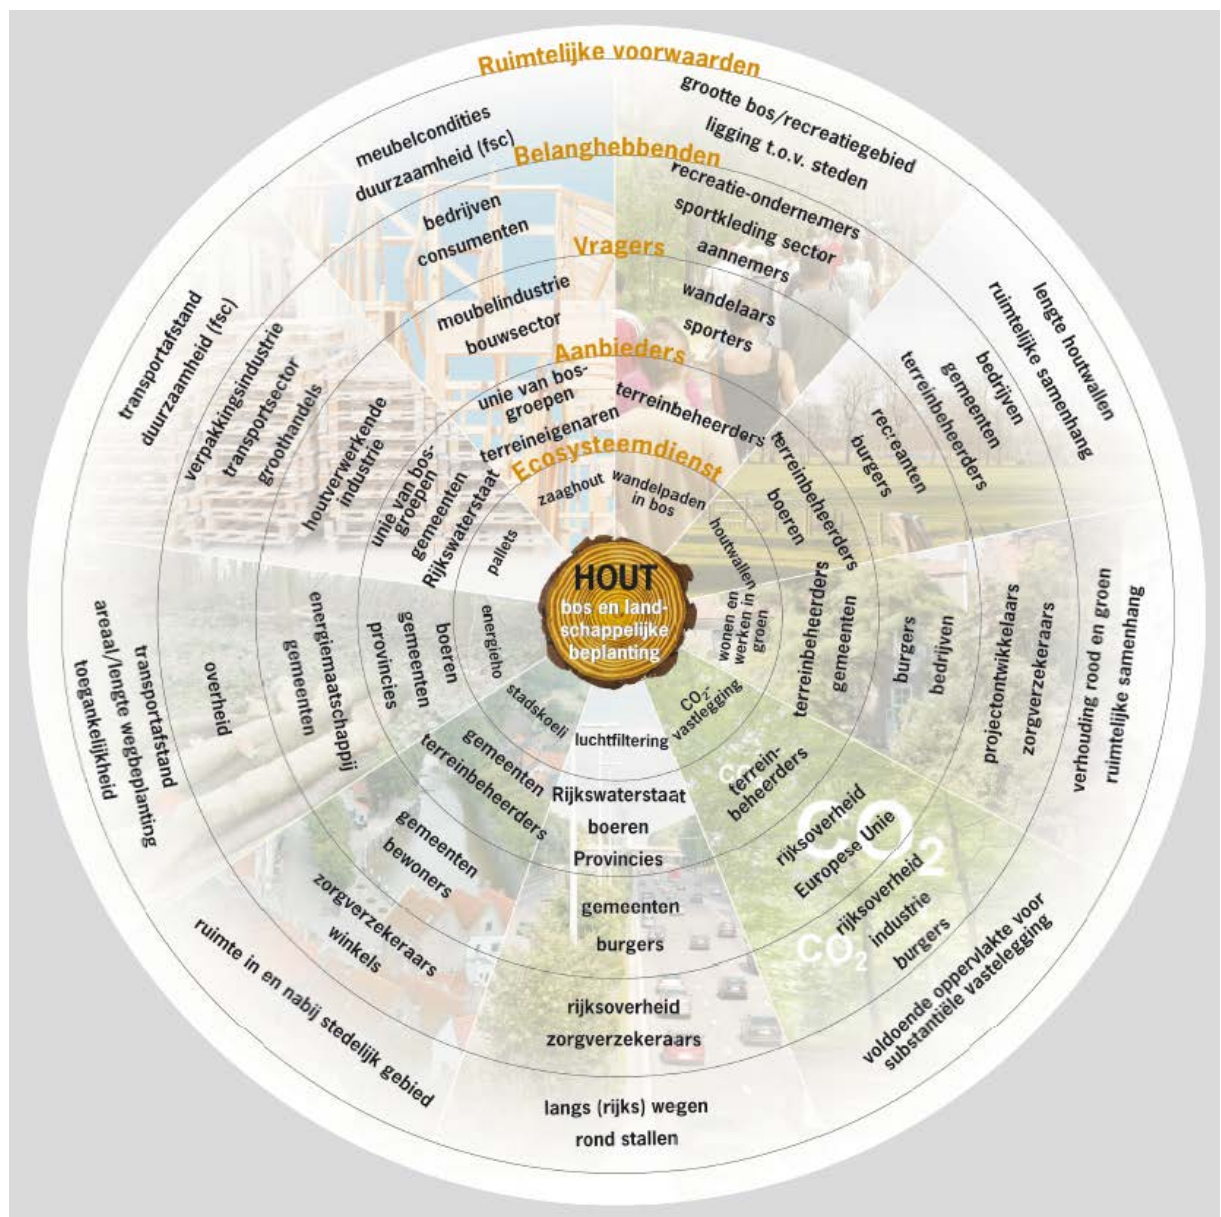 Ruimtelijke voorwaarden
Belanghebbenden
Vragers
Aanbieders
Ecosysteemdienst
HOUT
bos en land-
schappelijke
beplanting
meubelcondities
duurzaamheid (fsc)
bedrijven
consumenten
moubelindustrie
bouwsector
unie van bos-
groepen
terreineigenaren
zaaghout
grootte bos/recreatiegebied
ligging t.o.v. steden
recreatie-ondernemers
sportkleding sector
aannemers
wandelaars
sporters
terreinbeheerders
wandelpaden
in bos
lengte houtwallen
ruimtelijke samenhang
bedrijven
gemeenten
terreinbeheerders
recreanten
burgers
terreinbeheerders
boeren
houtwallen
verhouding rood en groen
ruimtelijke samenhang
projectontwikelaars
zorgverzekeraars
burgers
bedrijven
terreinbeheerders
gemeenten
wonen en
werken in
groen
voldoende oppervlakte voor
substantiële vastelegging
rijksoverheid
industrie
burgers
rijksoverheid
Europese Unie
terrein-
beheerders
CO2-
vastlegging
CO2
CO2
langs (rijks) wegen
rond stallen
rijksoverheid
zorgverzekeraars
gemeenten
burgers
Rijkswaterstaat
boeren
Provincies
luchtfiltering
ruimte in en nabij stedelijk gebied
zorgverzekeraars
winkels
gemeenten
bewoners
gemeenten
terreinbeheerders
stadskoeli
transportafstand
areaal/lengte wegbeplanting
toegankelijkheid
overheid
energiemaatschappij
gemeenten
boeren
gemeenten
provincies
energieho
transportafstand
duurzaamheid (fsc)
verpakkingsindustrie
transportsector
groothandels
houtverwerkende
industrie
unie van bos-
groepen
gemeenten
Rijkswaterstaat
pallets